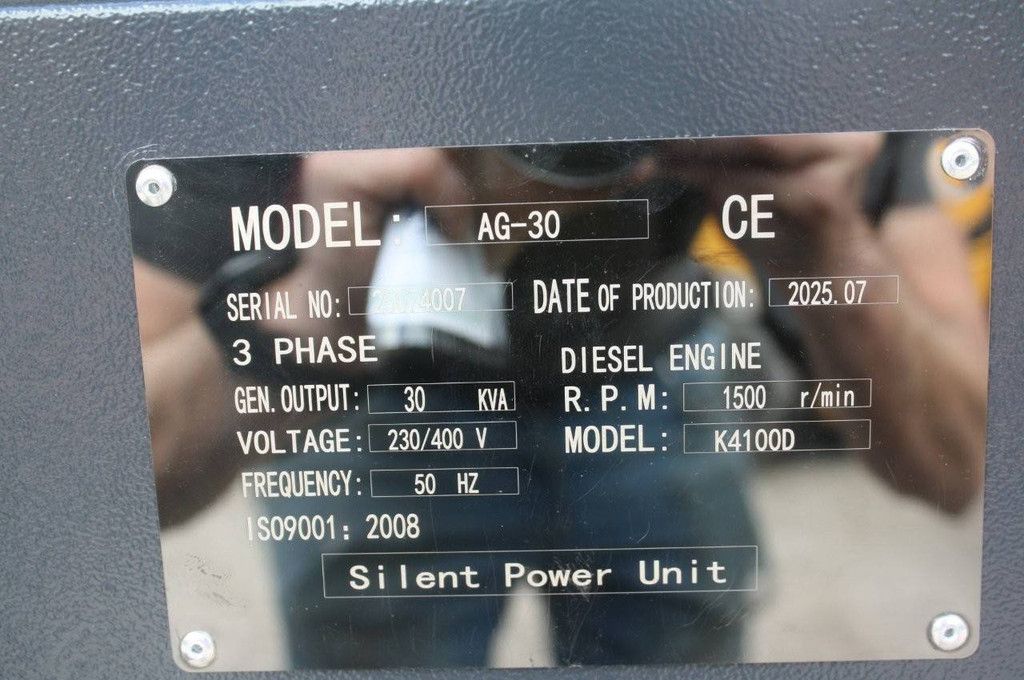 MODEL: AG-30 CE
SERIAL NO: DATE OF PRODUCTION: 2025.07
3 PHASE DIESEL ENGINE
GEN. OUTPUT: 30 KVA R.P.M: 1500 r/min
VOLTAGE: 230/400 V MODEL: K4100D
FREQUENCY: 50 HZ
ISO9001: 2008
Silent Power Unit